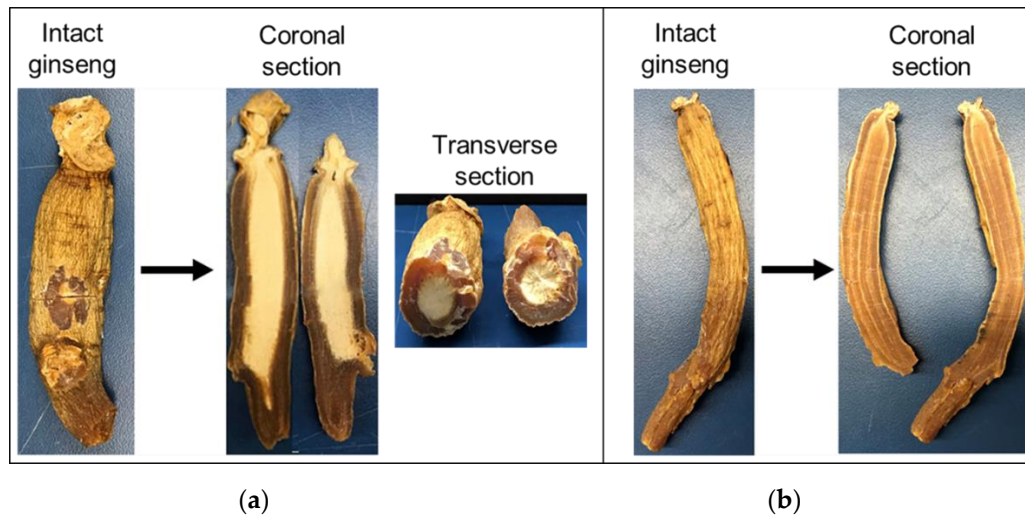 Intact
ginseng
Coronal
section
Transverse
section
Intact
ginseng
Coronal
section
(a)
(b)